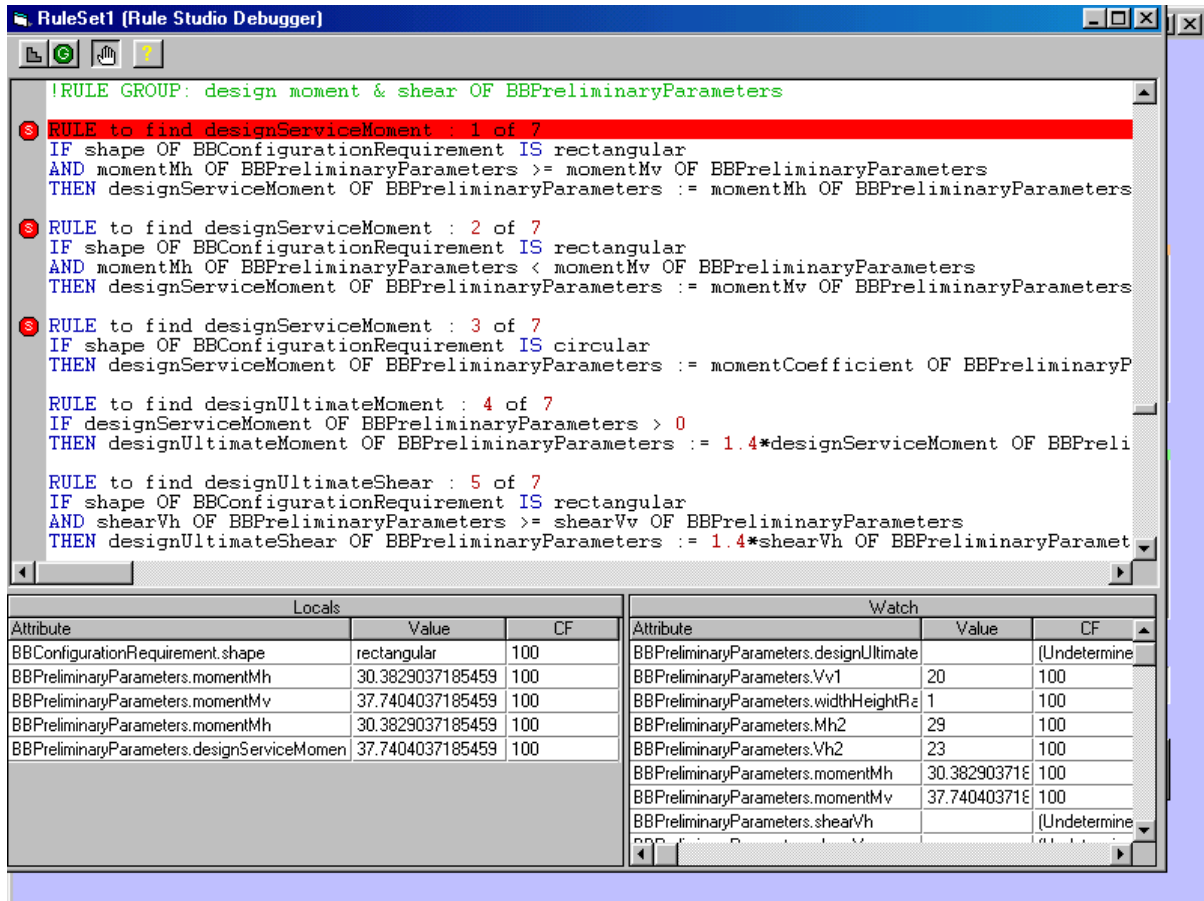 RuleSet1 (Rule Studio Debugger)
G
?
!RULE GROUP: design moment & shear OF BBPreliminaryParameters
S RULE to find designServiceMoment : 1 of 7
IF shape OF BBConfigurationRequirement IS rectangular
AND momentMh OF BBPreliminaryParameters >= momentMv OF BBPreliminaryParameters
THEN designServiceMoment OF BBPreliminaryParameters := momentMh OF BBPreliminaryParameters
S RULE to find designServiceMoment : 2 of 7
IF shape OF BBConfigurationRequirement IS rectangular
AND momentMh OF BBPreliminaryParameters < momentMv OF BBPreliminaryParameters
THEN designServiceMoment OF BBPreliminaryParameters := momentMv OF BBPreliminaryParameters
S RULE to find designServiceMoment : 3 of 7
IF shape OF BBConfigurationRequirement IS circular
THEN designServiceMoment OF BBPreliminaryParameters := momentCoefficient OF BBPreliminaryP
RULE to find designUltimateMoment : 4 of 7
IF designServiceMoment OF BBPreliminaryParameters > 0
THEN designUltimateMoment OF BBPreliminaryParameters := 1.4*designServiceMoment OF BBPreli
RULE to find designUltimateShear : 5 of 7
IF shape OF BBConfigurationRequirement IS rectangular
AND shearVh OF BBPreliminaryParameters >= shearVv OF BBPreliminaryParameters
THEN designUltimateShear OF BBPreliminaryParameters := 1.4*shearVh OF BBPreliminaryParamet
Locals
Attribute Value CF
BBConfigurationRequirement.shape rectangular 100
BBPreliminaryParameters.momentMh 30.3829037185459 100
BBPreliminaryParameters.momentMv 37.7404037185459 100
BBPreliminaryParameters.momentMh 30.3829037185459 100
BBPreliminaryParameters.designServiceMomen 37.7404037185459 100
Watch
Attribute Value CF
BBPreliminaryParameters.designUltimate (Undetermine
BBPreliminaryParameters.Vv1 20 100
BBPreliminaryParameters.widthHeightRa 1 100
BBPreliminaryParameters.Mh2 29 100
BBPreliminaryParameters.Vh2 23 100
BBPreliminaryParameters.momentMh 30.382903718 100
BBPreliminaryParameters.momentMv 37.740403718 100
BBPreliminaryParameters.shearVh (Undetermine